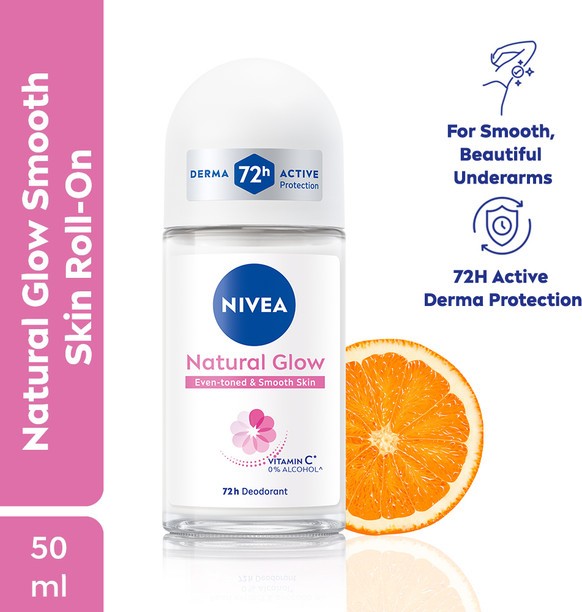 Natural Glow Smooth
Skin Roll-On
50
ml
DERMA 72h ACTIVE
Protection
NIVEA
Natural Glow
Even-toned & Smooth Skin
VITAMIN C*
0% ALCOHOL^
72h Deodorant
For Smooth,
Beautiful
Underarms
72H Active
Derma Protection